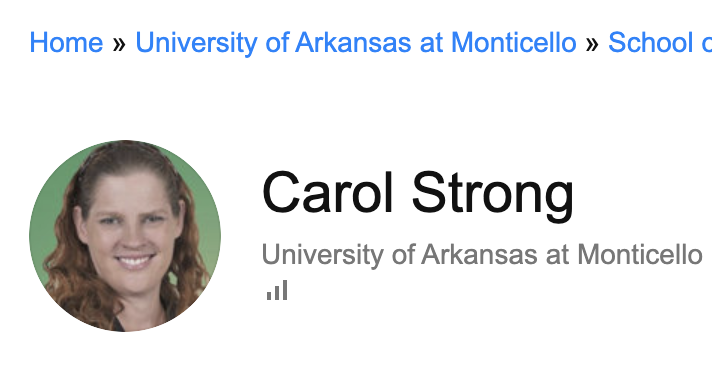 Home » University of Arkansas at Monticello » School
Carol Strong
University of Arkansas at Monticello